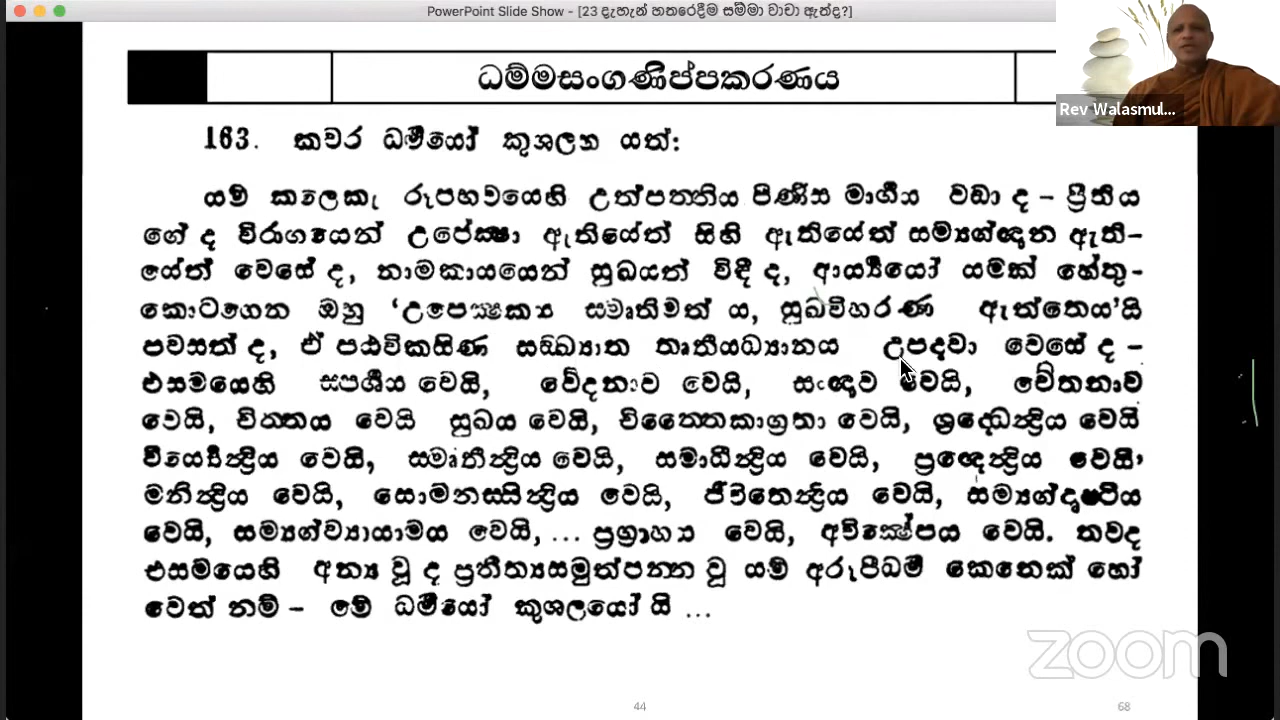 PowerPoint Slide Show - [23 දැහැන් හතරෙදීම සම්මා වාචා ඇත්ද?]
ධම්මසංගණිප්පකරණය
Rev Walasmul...
163. කවර ධර්මයෝ කුශලන යත්:
යම් කලෙකැ රූපභවයෙහි උත්පත්තිය පිණිස මාර්ගය වඩා ද – ප්‍රීතිය
ගේ ද විරාගයෙන් උපේක්ෂා ඇතියේත් සිහි ඇතියේත් සම්‍යග්ඥාන ඇති-
යේත් වෙසේ ද, නාමකායයෙන් සුඛයත් විඳී ද, ආර්‍ය්‍යයෝ යමක් හේතු-
කොටගෙන ඔහු ‘උපෙක්‍ෂක්‍ය සමෘතිමත් ය, සුඛවිහරණ ඇත්තෙය’යි
පවසත් ද, ඒ පඨවිකසිණ සඞ්ඛ්‍යාත තෘතීයධ්‍යානය උපදවා වෙසේ ද –
එසමයෙහි ස්පර්‍ශය වෙයි, වේදනාව වෙයි, සංඥාව වෙයි, චේතනාව
වෙයි, චිත්තය වෙයි සුඛය වෙයි, චිත්තෛකාග්‍රතා වෙයි, ශ්‍රද්ධෙන්ද්‍රිය වෙයි
වීර්‍ය්‍යෙන්ද්‍රිය වෙයි, සමෘතීන්ද්‍රිය වෙයි, සමාධීන්ද්‍රිය වෙයි, ප්‍රඥෙන්ද්‍රිය වෙයි,
මනින්ද්‍රිය වෙයි, සොමනස්සින්ද්‍රිය වෙයි, ජීවිතෙන්ද්‍රිය වෙයි, සම්‍යග්දෘෂ්ටිය
වෙයි, සම්‍යග්ව්‍යායාමය වෙයි, ... ප්‍රග්‍රාහ්‍ය වෙයි, අවික්ෂේපය වෙයි. තවද
එසමයෙහි අත්‍ය වූ ද ප්‍රතීත්‍යසමුත්පන්න වූ යම් අරූපීධර්‍ම කෙනෙක් හෝ
වෙත් නම් – මේ ධර්මයෝ කුශලයෝ යි ...
zoom
44
68